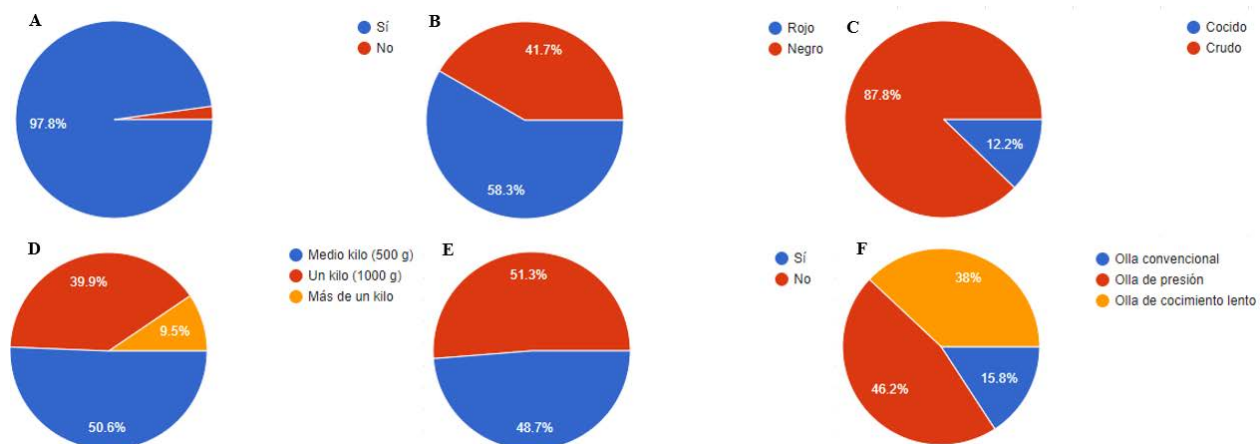 A
97.8%
Sí
No
B
41.7%
58.3%
Rojo
Negro
C
87.8%
12.2%
Cocido
Crudo
D
39.9%
9.5%
50.6%
Medio kilo (500 g)
Un kilo (1000 g)
Más de un kilo
E
51.3%
48.7%
Sí
No
F
38%
46.2%
15.8%
Olla convencional
Olla de presión
Olla de cocimiento lento